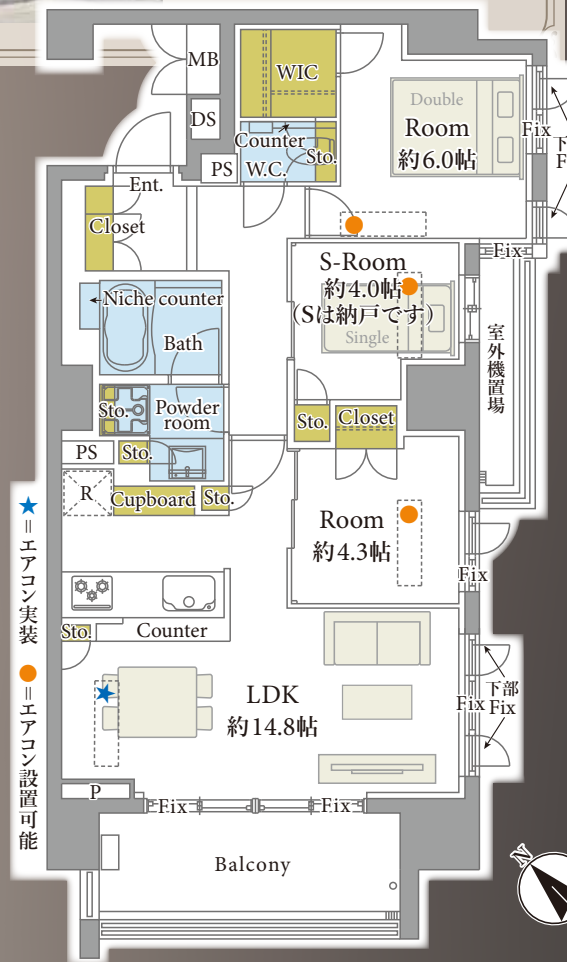 MB
WIC
DS
Double
Room
約6.0帖
Fix
下
F
Counter
Sto.
PS
W.C.
Ent.
Closet
Fix
S-Room
約4.0帖
(Sは納戸です)
Single
Niche counter
Bath
室外機置場
Sto.
Powder
room
Sto.
Closet
PS
Sto.
R
Cupboard
Sto.
Room
約4.3帖
Fix
★=エアコン実装 ●=エアコン設置可能
Sto.
Counter
LDK
約14.8帖
Fix
下部
Fix
P
Fix
Fix
Balcony
N